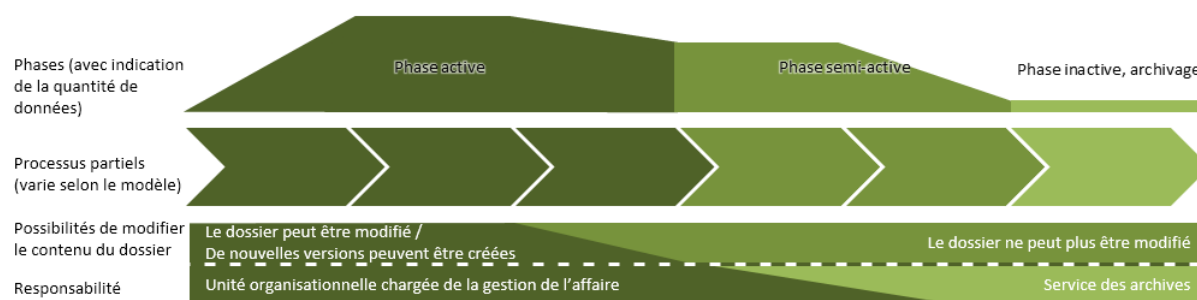 Phases (avec indication
de la quantité de
données)
Phase active
Phase semi-active
Phase inactive, archivage
Processus partiels
(varie selon le modèle)
Possibilités de modifier
le contenu du dossier
Le dossier peut être modifié /
De nouvelles versions peuvent être créées
Le dossier ne peut plus être modifié
Responsabilité
Unité organisationnelle chargée de la gestion de l’affaire
Service des archives